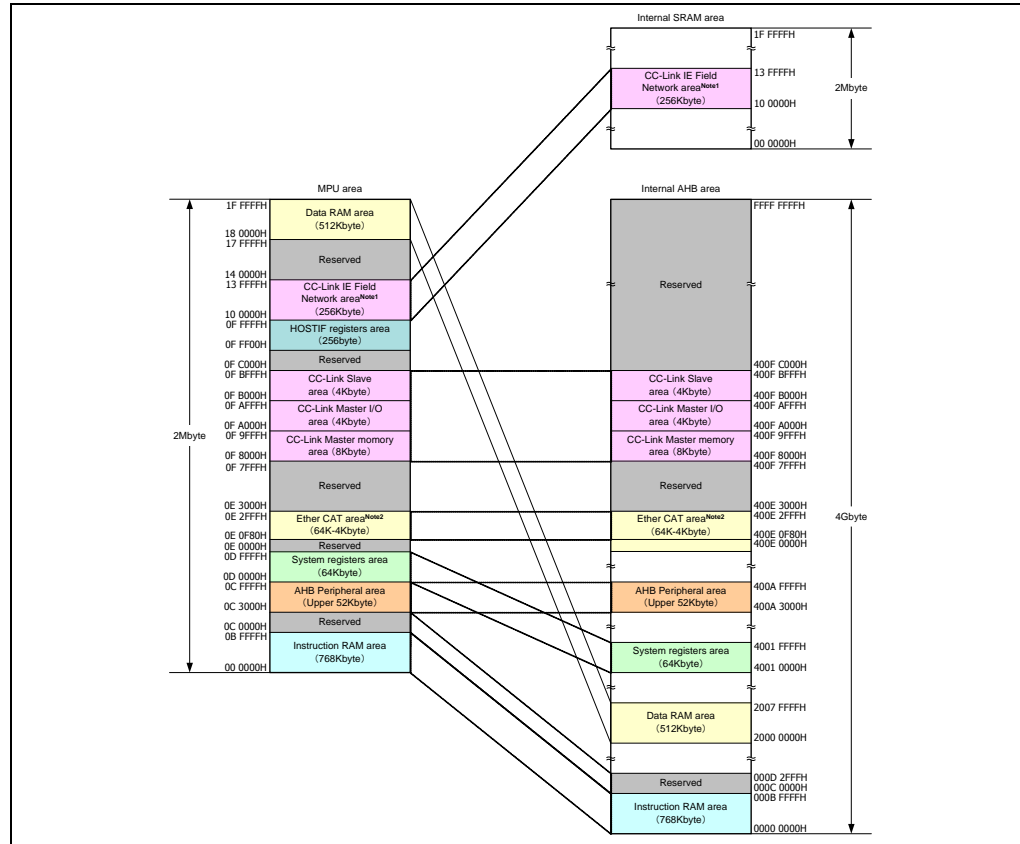 Internal SRAM area
1F FFFFH
CC-Link IE Field
Network areaNote1
(256Kbyte)
13 FFFFH
10 0000H
2Mbyte
00 0000H
MPU area
1F FFFFH
Data RAM area
(512Kbyte)
18 0000H
17 FFFFH
Reserved
14 0000H
13 FFFFH
CC-Link IE Field
Network areaNote1
(256Kbyte)
10 0000H
0F FFFFH
HOSTIF registers area
(256byte)
0F FF00H
Reserved
0F C000H
0F BFFFH
CC-Link Slave
area (4Kbyte)
0F B000H
0F AFFFH
CC-Link Master I/O
area (4Kbyte)
0F A000H
0F 9FFFH
2Mbyte
CC-Link Master momory
area (8Kbyte)
0F 8000H
0F 7FFFH
Reserved
0E 3000H
0E 2FFFH
Ether CAT areaNote2
(64K-4Kbyte)
0E 0F80H
Reserved
0E 0000H
0D FFFFH
System registers area
(64Kbyte)
0D 0000H
0C FFFFH
AHB Peripheral area
(Upper 52Kbyte)
0C 3000H
Reserved
0C 0000H
0B FFFFH
Instruction RAM area
(768Kbyte)
00 0000H
Internal AHB area
FFFF FFFFH
Reserved
400F C000H
400F BFFFH
CC-Link Slave
area (4Kbyte)
400F B000H
400F AFFFH
CC-Link Master I/O
area (4Kbyte)
400F A000H
400F 9FFFH
CC-Link Master memory
area (8Kbyte)
400F 8000H
400F 7FFFH
Reserved
400E 3000H
400E 2FFFH
4Gbyte
Ether CAT areaNote2
(64K-4Kbyte)
400E 0F80H
400E 0000H
400A FFFFH
AHB Peripheral area
(Upper 52Kbyte)
400A 3000H
4001 FFFFH
System registers area
(64Kbyte)
4001 0000H
2007 FFFFH
Data RAM area
(512Kbyte)
2000 0000H
000D 2FFFH
Reserved
000C 0000H
000B FFFFH
Instruction RAM area
(768Kbyte)
0000 0000H